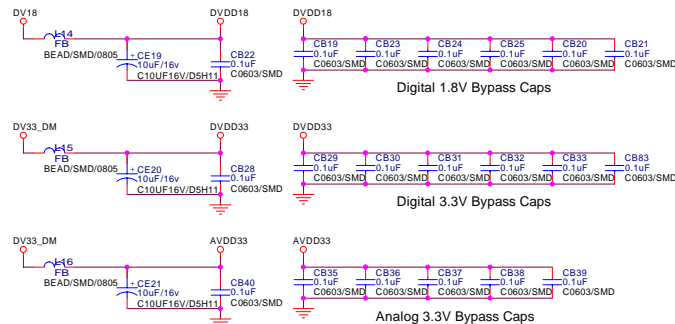 DV18
DVDD18
DVDD18
L14
FB
BEAD/SMD/0805
CE19
10uF/16v
C10UF16V/D5H11
CB22
0.1uF
C0603/SMD
CB19
0.1uF
C0603/SMD
CB23
0.1uF
C0603/SMD
CB24
0.1uF
C0603/SMD
CB25
0.1uF
C0603/SMD
CB20
0.1uF
C0603/SMD
CB21
0.1uF
C0603/SMD
Digital 1.8V Bypass Caps
DV33_DM
DVDD33
DVDD33
L15
FB
BEAD/SMD/0805
+
CE20
10uF/16v
C10UF16V/D5H11
CB28
0.1uF
C0603/SMD
CB29
0.1uF
C0603/SMD
CB30
0.1uF
C0603/SMD
CB31
0.1uF
C0603/SMD
CB32
0.1uF
C0603/SMD
CB33
0.1uF
C0603/SMD
CB83
0.1uF
C0603/SMD
Digital 3.3V Bypass Caps
DV33_DM
AVDD33
AVDD33
L16
FB
BEAD/SMD/0805
+
CE21
10uF/16v
C10UF16V/D5H11
CB40
0.1uF
C0603/SMD
CB35
0.1uF
C0603/SMD
CB36
0.1uF
C0603/SMD
CB37
0.1uF
C0603/SMD
CB38
0.1uF
C0603/SMD
CB39
0.1uF
C0603/SMD
Analog 3.3V Bypass Caps